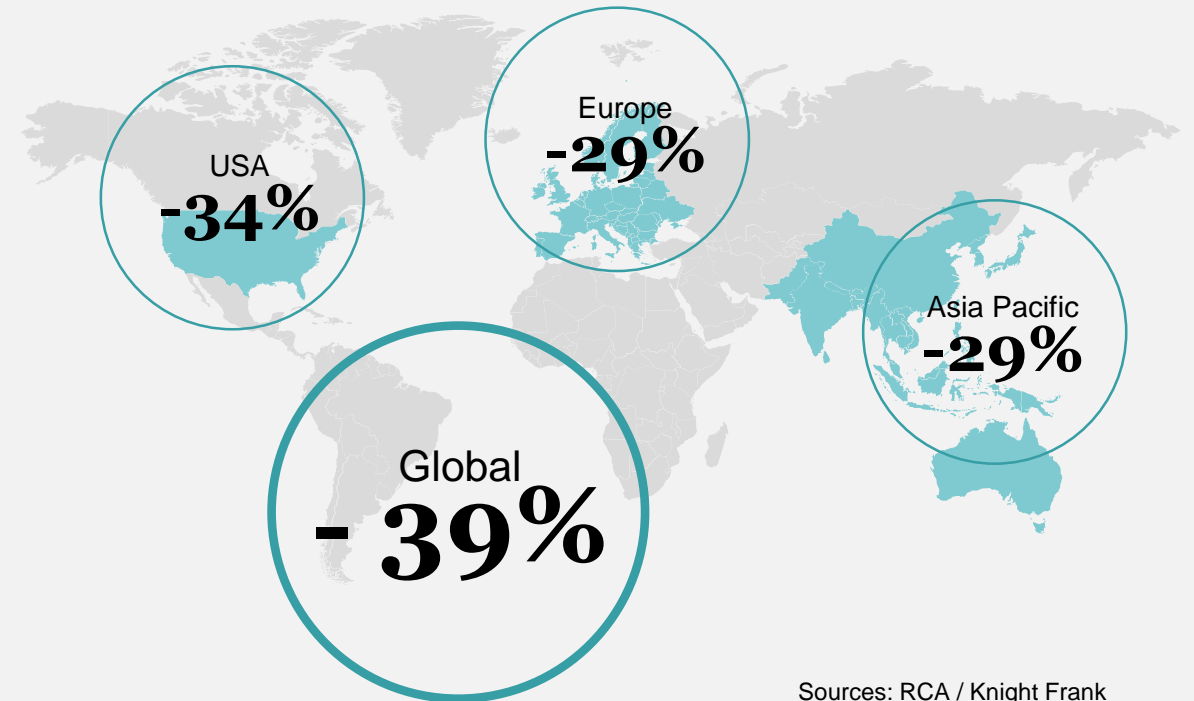 Europe
-29%
USA
-34%
Asia Pacific
-29%
Global
- 39%
Sources: RCA / Knight Frank